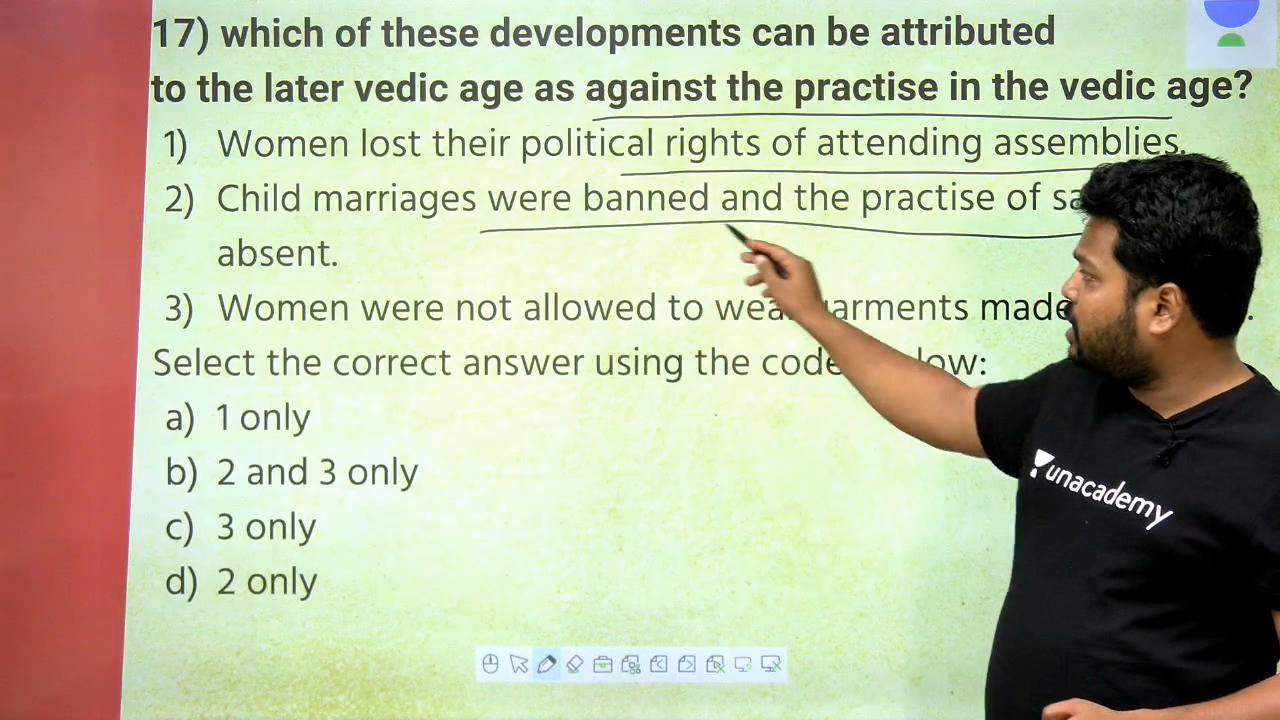 17) which of these developments can be attributed
to the later vedic age as against the practise in the vedic age?
1) Women lost their political rights of attending assemblies.
2) Child marriages were banned and the practise of
absent.
3) Women were not allowed to wear garments made
Select the correct answer using the code
a) 1 only
b) 2 and 3 only
c) 3 only
d) 2 only
unacademy